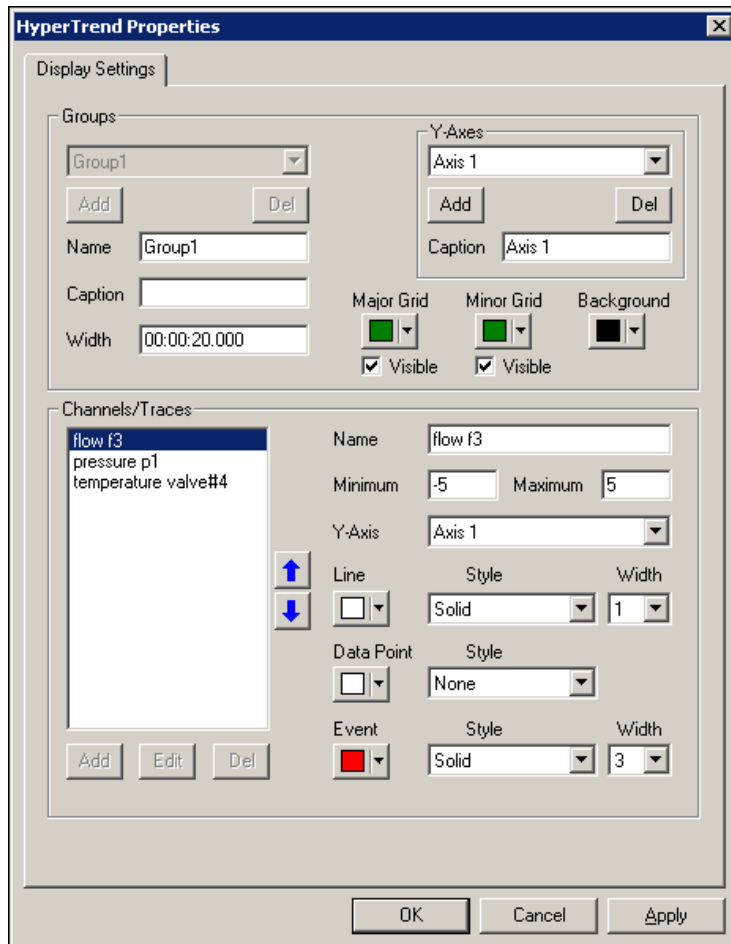 HyperTrend Properties
Display Settings
Groups
Group1
Add Del
Name Group1
Caption
Width 00:00:20.000
Y-Axes
Axis 1
Add Del
Caption Axis 1
Major Grid Minor Grid Background
Visible Visible
Channels/Traces
flow f3
pressure p1
temperature valve#4
Add Edit Del
Name flow f3
Minimum -5 Maximum 5
Y-Axis Axis 1
Line Style Width
Solid 1
Data Point Style
None
Event Style Width
Solid 3
OK Cancel Apply